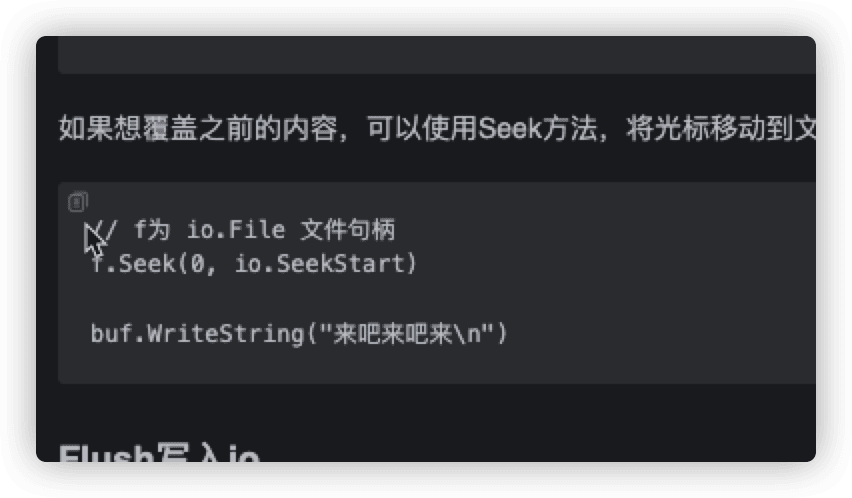 如果想覆盖之前的内容，可以使用Seek方法，将光标移动到文
// f为 io.File 文件句柄
f.Seek(0, io.SeekStart)
buf.WriteString("来吧来吧来\n")
Flush写入io